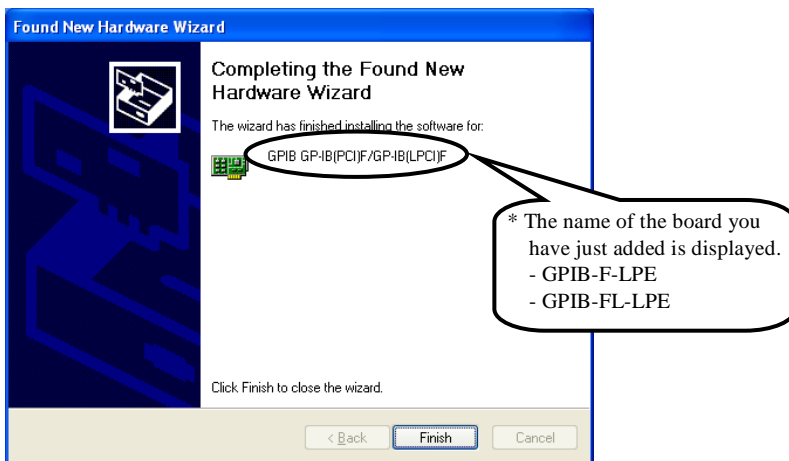 Found New Hardware Wizard
Completing the Found New
Hardware Wizard
The wizard has finished installing the software for:
GPIB GP-IB(PCI)F/GP-IB(LPCI)F
* The name of the board you
have just added is displayed.
- GPIB-F-LPE
- GPIB-FL-LPE
Click Finish to close the wizard.
< Back
Finish
Cancel